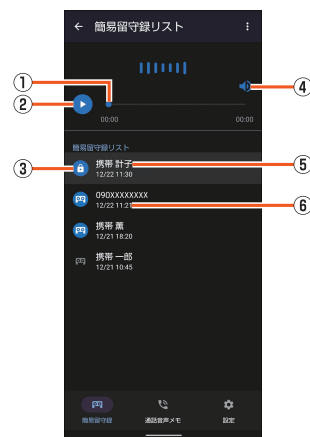 簡易留守録リスト
①
②
④
00:00
00:00
簡易留守録リスト
③
携帯 計子
⑤
12/22 11:30
090XXXXXXXX
12/22 11:21
⑥
携帯 薫
12/21 18:20
携帯 一郎
12/21 10:45
簡易留守録
通話音声メモ
設定